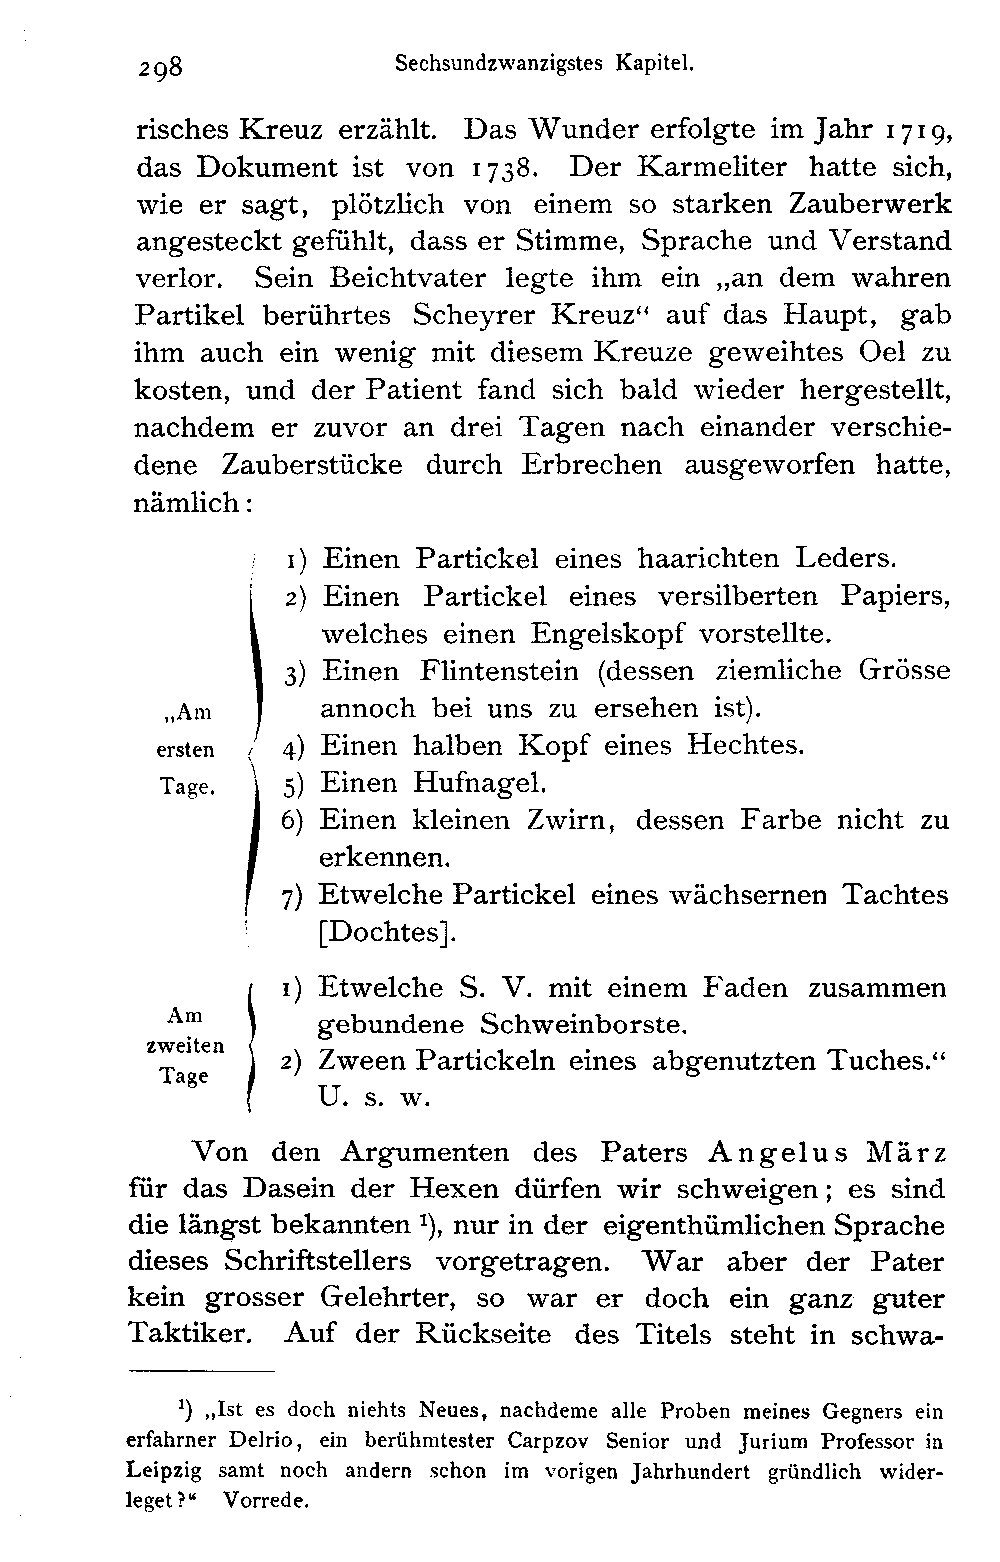 298 Sechsundzwanzigstes Kapitel.
risches Kreuz erzählt. Das Wunder erfolgte im Jahr 1719,
das Dokument ist von 1738. Der Karmeliter hatte sich,
wie er sagt, plötzlich von einem so starken Zauberwerk
angesteckt gefühlt, dass er Stimme, Sprache und Verstand
verlor. Sein Beichtvater legte ihm ein „an dem wahren
Partikel berührtes Scheyrer Kreuz“ auf das Haupt, gab
ihm auch ein wenig mit diesem Kreuze geweihtes Oel zu
kosten, und der Patient fand sich bald wieder hergestellt,
nachdem er zuvor an drei Tagen nach einander verschie-
dene Zauberstücke durch Erbrechen ausgeworfen hatte,
nämlich:
„Am
ersten
Tage.
1) Einen Partickel eines haarichten Leders.
2) Einen Partickel eines versilberten Papiers,
welches einen Engelskopf vorstellte.
3) Einen Flintenstein (dessen ziemliche Grösse
annoch bei uns zu ersehen ist).
4) Einen halben Kopf eines Hechtes.
5) Einen Hufnagel.
6) Einen kleinen Zwirn, dessen Farbe nicht zu
erkennen.
7) Etwelche Partickel eines wächsernen Tachtes
[Dochtes].
Am
zweiten
Tage
1) Etwelche S. V. mit einem Faden zusammen
gebundene Schweinborste.
2) Zween Partickeln eines abgenutzten Tuches.“
U. s. w.
Von den Argumenten des Paters Angelus März
für das Dasein der Hexen dürfen wir schweigen; es sind
die längst bekannten ¹), nur in der eigenthümlichen Sprache
dieses Schriftstellers vorgetragen. War aber der Pater
kein grosser Gelehrter, so war er doch ein ganz guter
Taktiker. Auf der Rückseite des Titels steht in schwa-
¹) „Ist es doch niehts Neues, nachdeme alle Proben meines Gegners ein
erfahrner Delrio, ein berühmtester Carpzov Senior und Jurium Professor in
Leipzig samt noch andern schon im vorigen Jahrhundert gründlich wider-
leget?“ Vorrede.